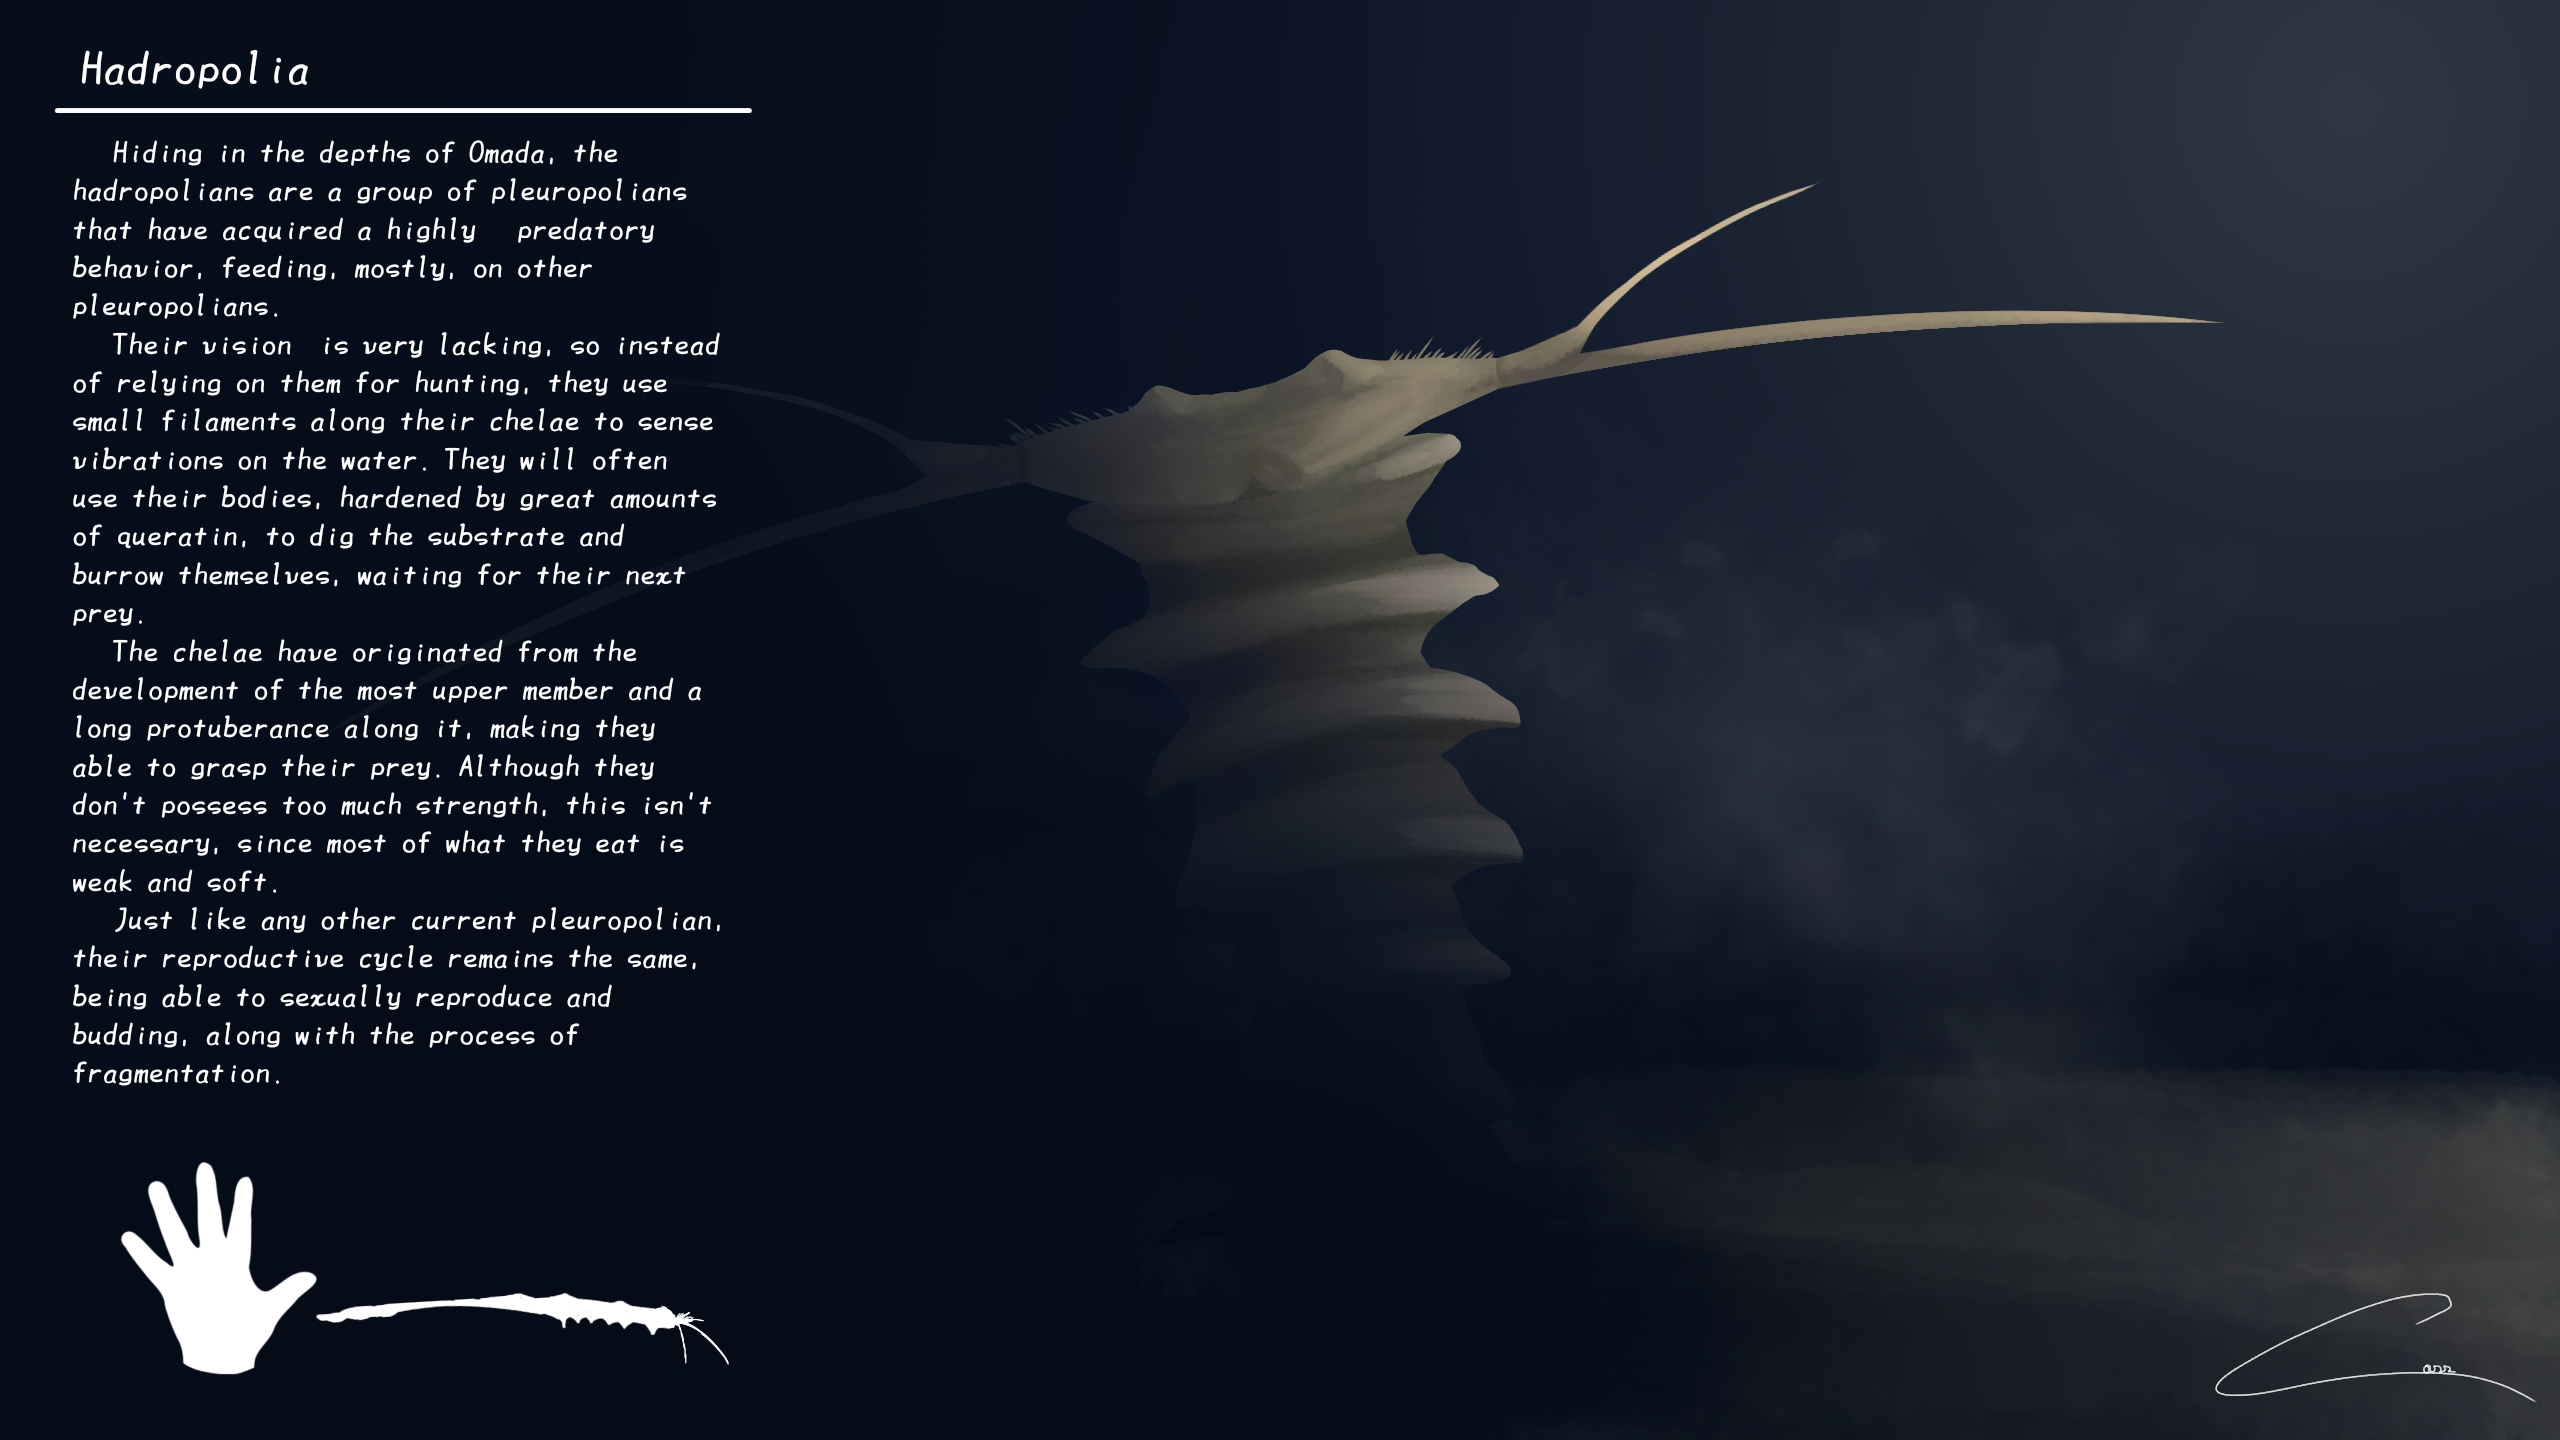 Hadropolia
Hiding in the depths of Omada, the
hadropolians are a group of pleuropolians
that have acquired a highly predatory
behavior, feeding, mostly, on other
pleuropolians.
Their vision is very lacking, so instead
of relying on them for hunting, they use
small filaments along their chelae to sense
vibrations on the water. They will often
use their bodies, hardened by great amounts
of queratin, to dig the substrate and
burrow themselves, waiting for their next
prey.
The chelae have originated from the
development of the most upper member and a
long protuberance along it, making they
able to grasp their prey. Although they
don't possess too much strength, this isn't
necessary, since most of what they eat is
weak and soft.
Just like any other current pleuropolian,
their reproductive cycle remains the same,
being able to sexually reproduce and
budding, along with the process of
fragmentation.